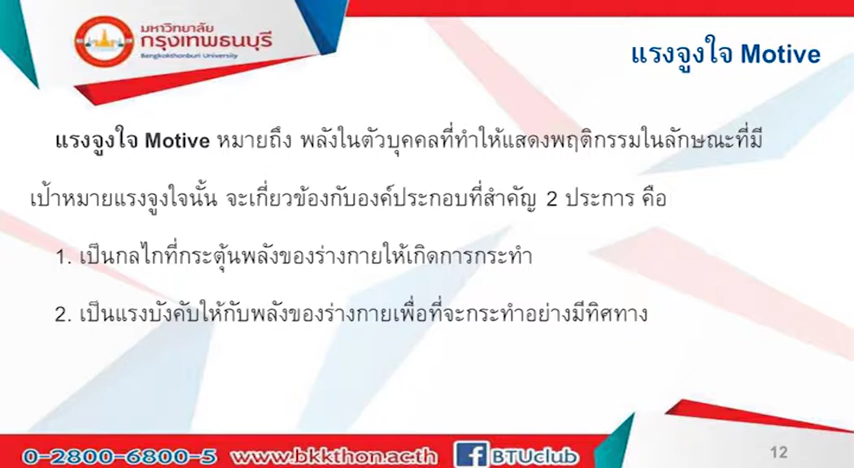 มหาวิทยาลัย
กรุงเทพธนบุรี
Bangkokthonburi University
แรงจูงใจ Motive
แรงจูงใจ Motive หมายถึง พลังในตัวบุคคลที่ทำให้แสดงพฤติกรรมในลักษณะที่มี
เป้าหมายแรงจูงใจนั้น จะเกี่ยวข้องกับองค์ประกอบที่สำคัญ 2 ประการ คือ
1. เป็นกลไกที่กระตุ้นพลังของร่างกายให้เกิดการกระทำ
2. เป็นแรงบังคับให้กับพลังของร่างกายเพื่อที่จะกระทำอย่างมีทิศทาง
0-2800-6800-5 www.bkkthon.ac.th f BTUclub
12